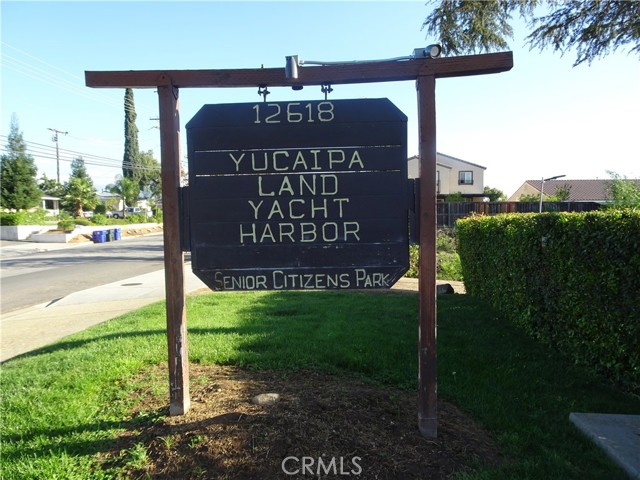 12618
YUCAIPA
LAND
YACHT
HARBOR
SENIOR CITIZENS PARK
CRMLS